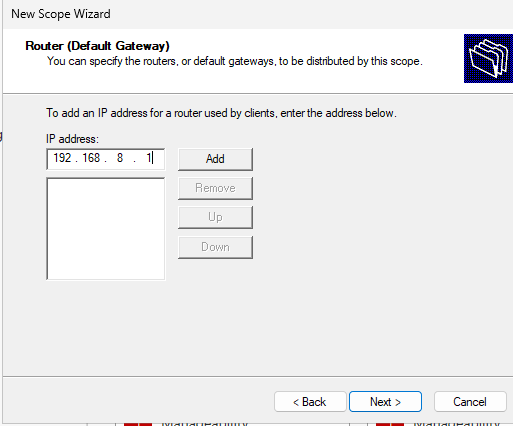 New Scope Wizard
Router (Default Gateway)
You can specify the routers, or default gateways, to be distributed by this scope.
To add an IP address for a router used by clients, enter the address below.
IP address:
192 . 168 . 8 . 1
Add
Remove
Up
Down
< Back
Next >
Cancel